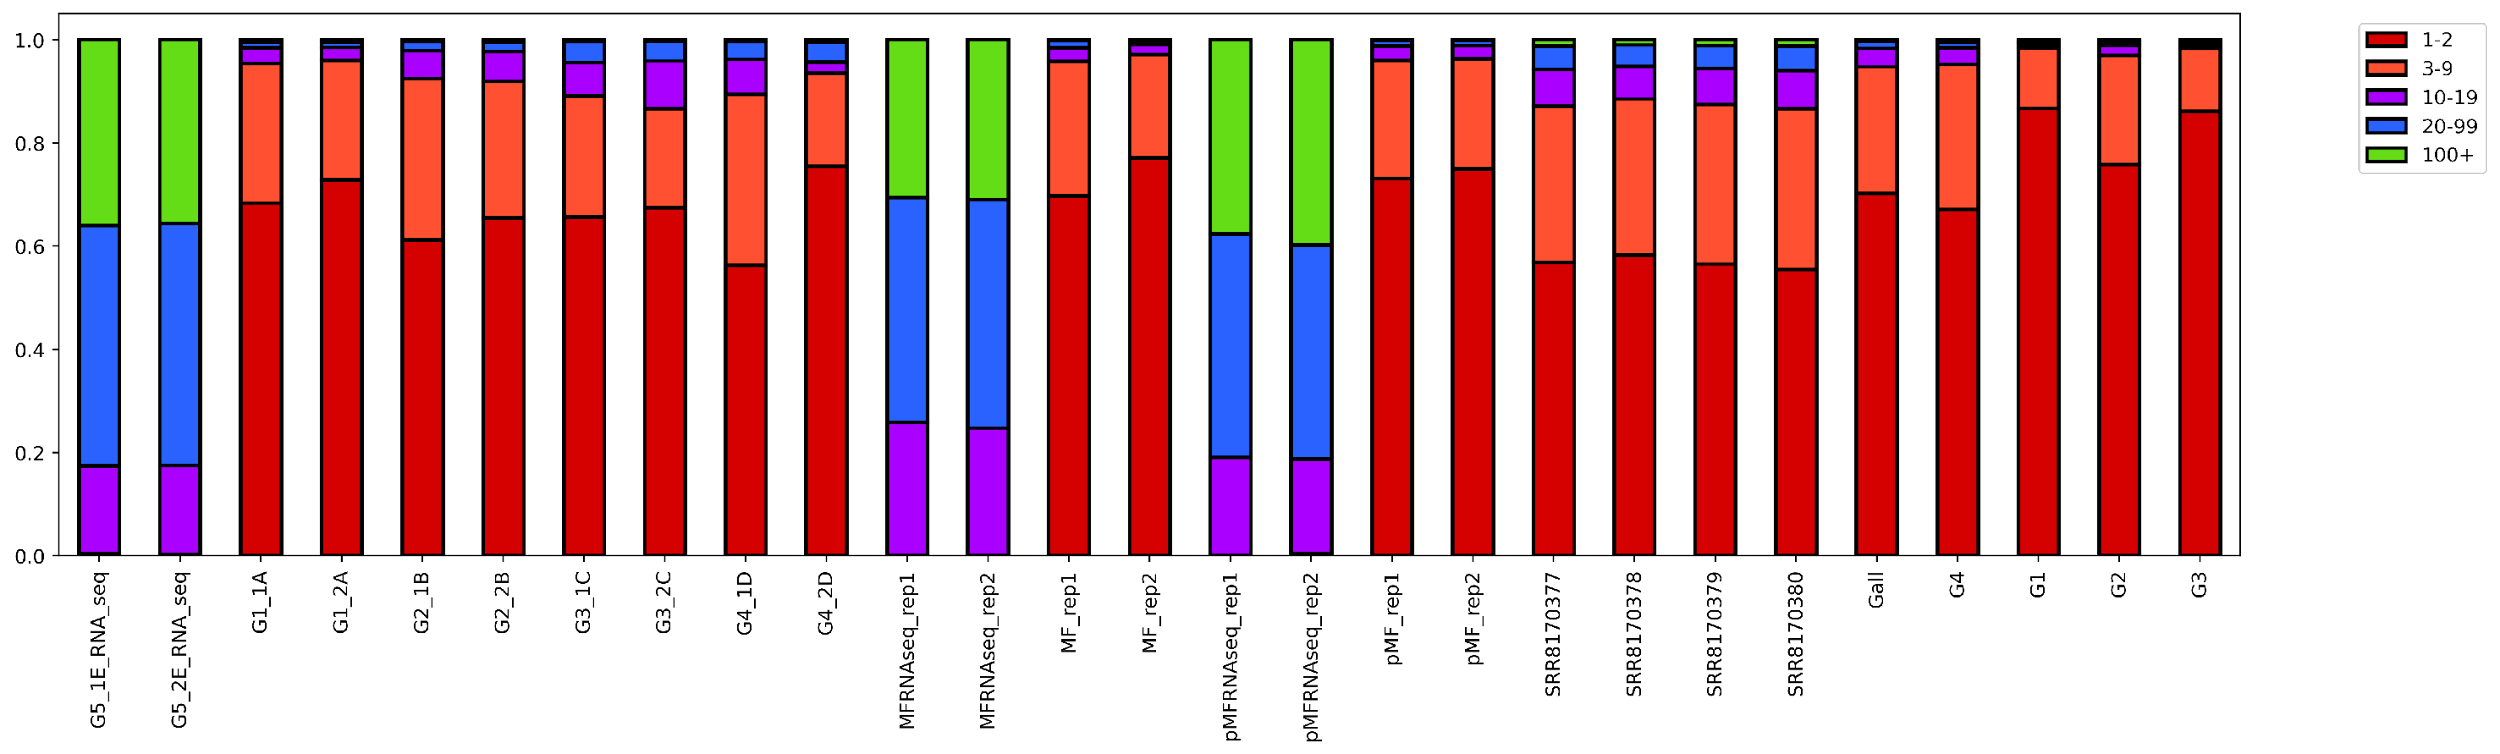 1.0
0.8
0.6
0.4
0.2
0.0
G5_1E_RNA_seq
G5_2E_RNA_seq
G1_1A
G1_2A
G2_1B
G2_2B
G3_1C
G3_2C
G4_1D
G4_2D
MFRNAseq_rep1
MFRNAseq_rep2
MF_rep1
MF_rep2
pMFRNAseq_rep1
pMFRNAseq_rep2
pMF_rep1
pMF_rep2
SRR8170377
SRR8170378
SRR8170379
SRR8170380
Gall
G4
G1
G2
G3
1-2
3-9
10-19
20-99
100+